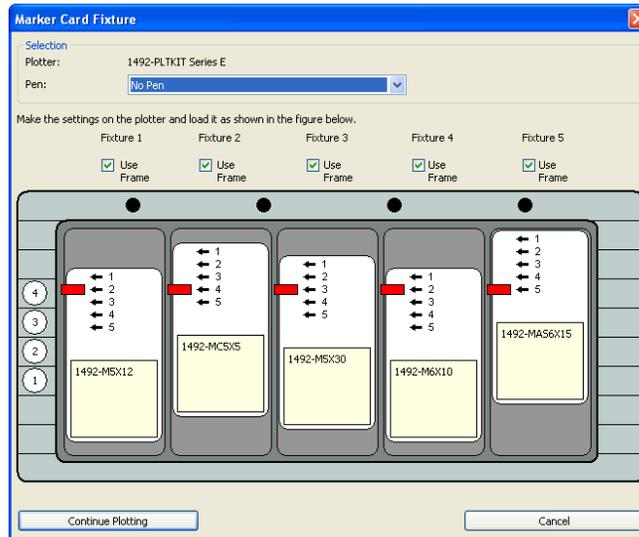 Marker Card Fixture
Selection
Plotter: 1492-PLTKIT Series E
Pen: No Pen
Make the settings on the plotter and load it as shown in the figure below.
Fixture 1 Fixture 2 Fixture 3 Fixture 4 Fixture 5
Use Frame
Use Frame
Use Frame
Use Frame
Use Frame
4
3
2
1
1
2
3
4
5
1492-M5X12
1
2
3
4
5
1492-MC5X5
1
2
3
4
5
1492-M5X30
1
2
3
4
5
1492-M6X10
1
2
3
4
5
1492-MAS6X15
Continue Plotting Cancel